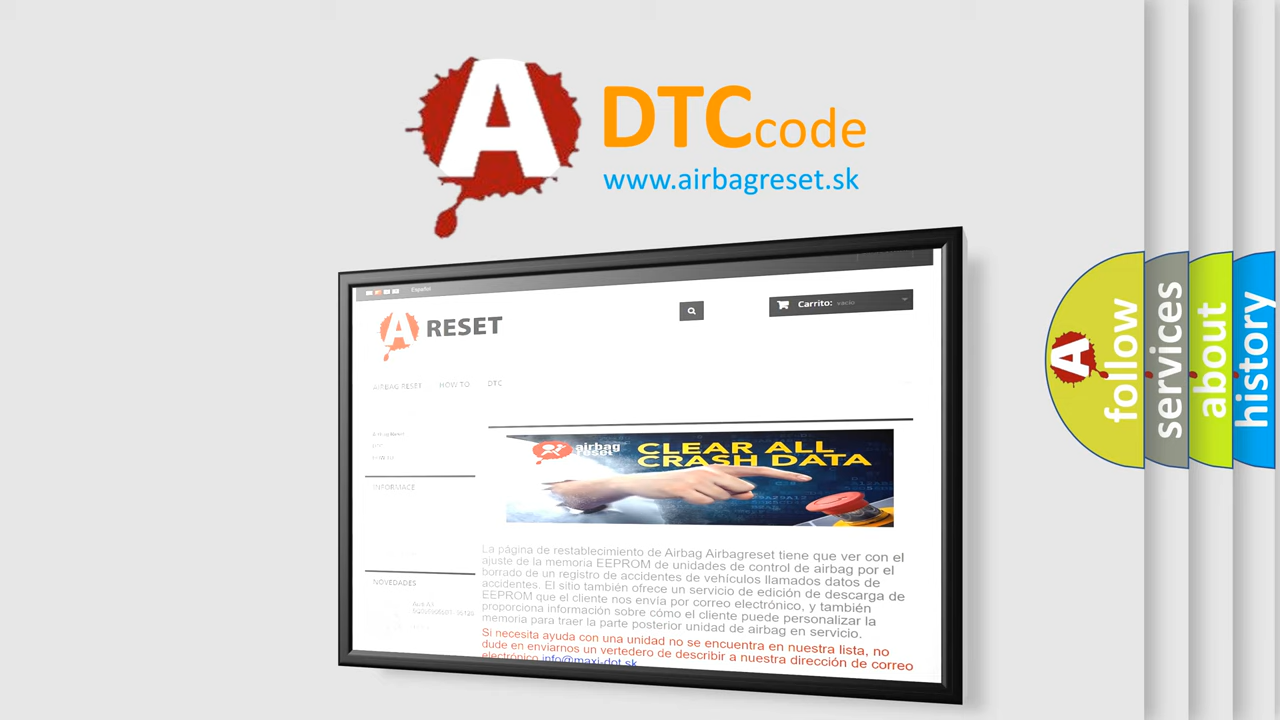 A DTCcode
www.airbagreset.sk
Español
A RESET
Carrito: vacío
AIRBAG RESET HOW TO DTC
INFORMACE
airbag
reset
CLEAR ALL
CRASH DATA
La página de restablecimiento de Airbag Airbagreset tiene que ver con el
ajuste de la memoria EEPROM de unidades de control de airbag por el
borrado de un registro de accidentes de vehículos llamados datos de
accidentes. El sitio también ofrece un servicio de edición de descarga de
EEPROM que el cliente nos envía por correo electrónico, y también
proporciona información sobre cómo el cliente puede personalizar la
memoria para traer la parte posterior unidad de airbag en servicio.
Si necesita ayuda con una unidad no se encuentra en nuestra lista, no
dude en enviarnos un vertedero de describir a nuestra dirección de correo
electrónico info@maxi-dot.sk
NOVEDADES
A
follow
services
about
history